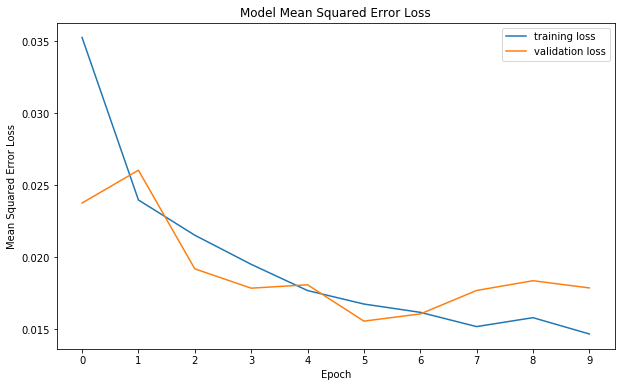 Model Mean Squared Error Loss
training loss
validation loss
Mean Squared Error Loss
0.035
0.030
0.025
0.020
0.015
0 1 2 3 4 5 6 7 8 9
Epoch